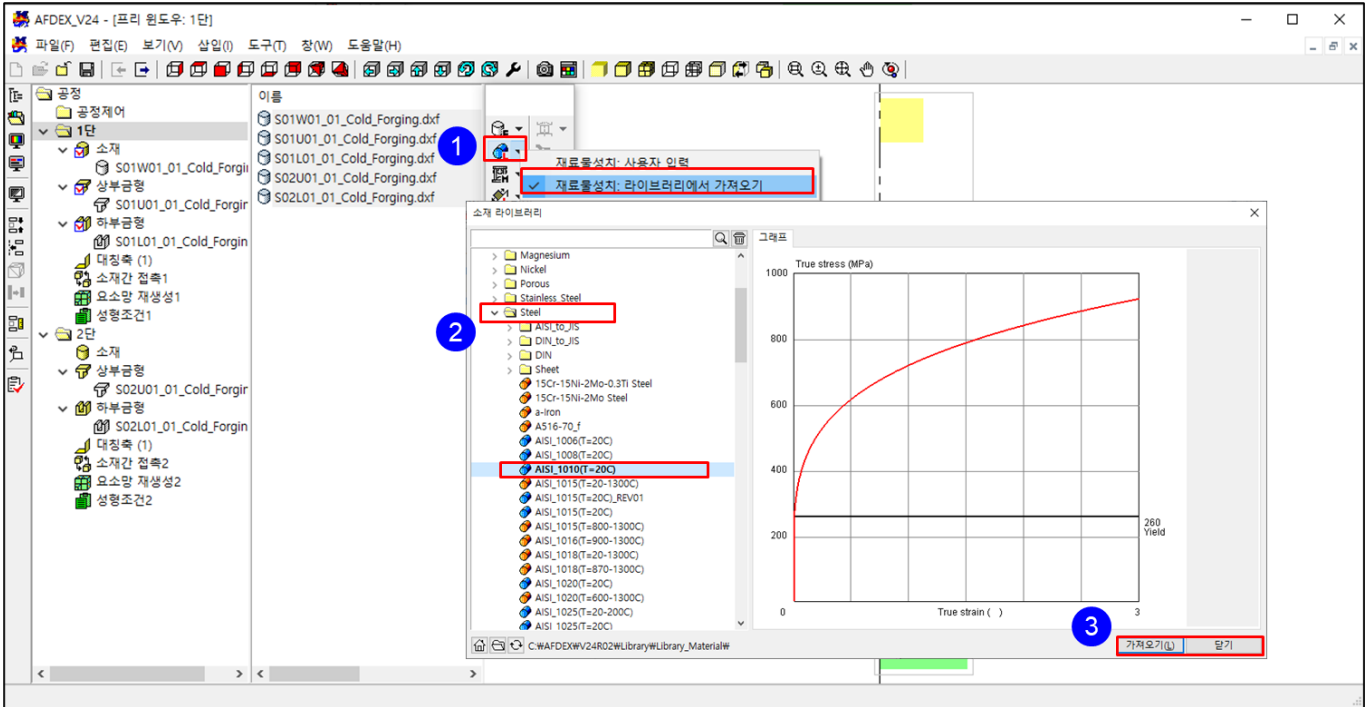 AFDEX_V24 - [프리 윈도우: 1단]
파일(F) 편집(E) 보기(V) 삽입(I) 도구(T) 창(W) 도움말(H)
공정
공정제어
1단
소재
S01W01_01_Cold_Forgin
상부금형
S01U01_01_Cold_Forgin
하부금형
S01L01_01_Cold_Forgin
대칭축 (1)
소재간 접촉1
요소망 재생성1
성형조건1
2단
소재
상부금형
S02U01_01_Cold_Forgin
하부금형
S02L01_01_Cold_Forgin
대칭축 (1)
소재간 접촉2
요소망 재생성2
성형조건2
이름
S01W01_01_Cold_Forging.dxf
S01U01_01_Cold_Forging.dxf
S01L01_01_Cold_Forging.dxf
S02U01_01_Cold_Forging.dxf
S02L01_01_Cold_Forging.dxf
1
재료물성치: 사용자 입력
재료물성치: 라이브러리에서 가져오기
소재 라이브러리
Magnesium
Nickel
Porous
Stainless_Steel
2
Steel
AISI_to_JIS
DIN_to_JIS
DIN
Sheet
15Cr-15Ni-2Mo-0.3Ti Steel
15Cr-15Ni-2Mo Steel
a-Iron
A516-70_f
AISI_1006(T=20C)
AISI_1008(T=20C)
AISI_1010(T=20C)
AISI_1015(T=20-1300C)
AISI_1015(T=20C)_REV01
AISI_1015(T=20C)
AISI_1015(T=800-1300C)
AISI_1016(T=900-1300C)
AISI_1018(T=20-1300C)
AISI_1018(T=870-1300C)
AISI_1020(T=20C)
AISI_1020(T=600-1300C)
AISI_1025(T=20-200C)
AISI_1025(T=20C)
C:₩AFDEX₩V24R02₩Library₩Library_Material₩
그래프
True stress (MPa)
1000
800
600
400
200
260
Yield
0
True strain ( )
3
3
가져오기(L)
닫기